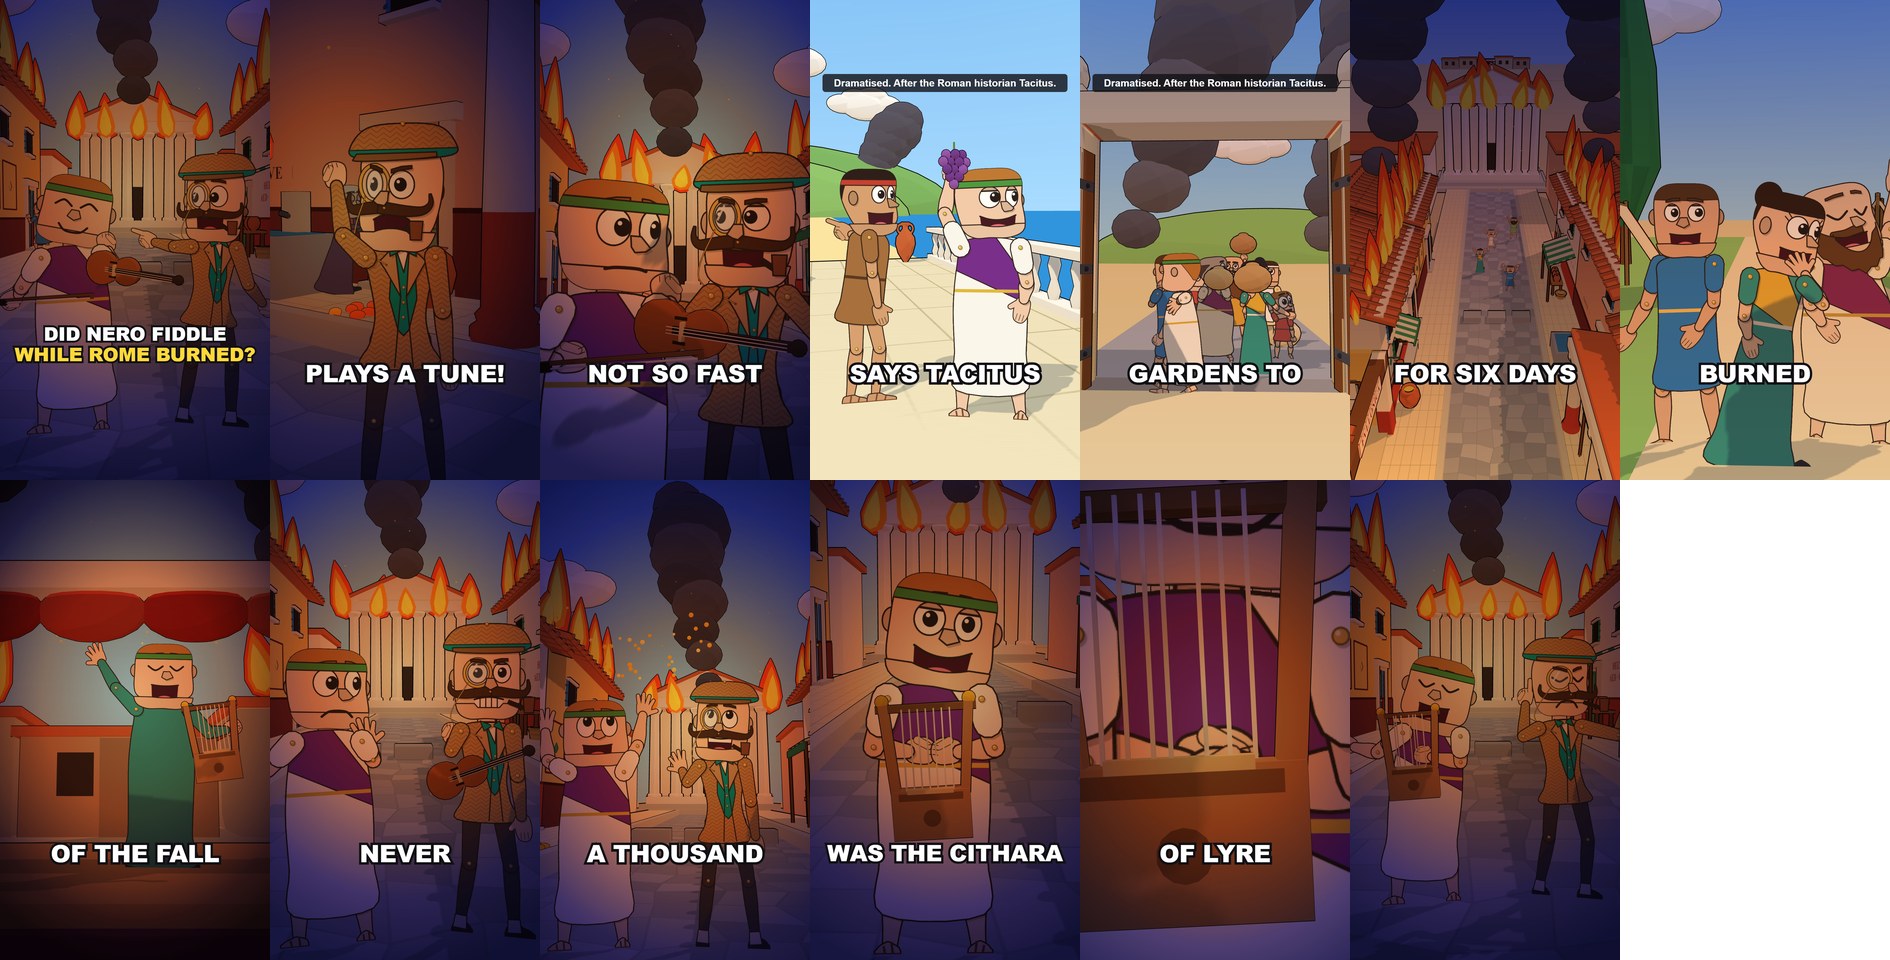 DID NERO FIDDLE
WHILE ROME BURNED?
PLAYS A TUNE!
NOT SO FAST
Dramatised. After the Roman historian Tacitus.
SAYS TACITUS
Dramatised. After the Roman historian Tacitus.
GARDENS TO
FOR SIX DAYS
BURNED
OF THE FALL
NEVER
A THOUSAND
WAS THE CITHARA
OF LYRE